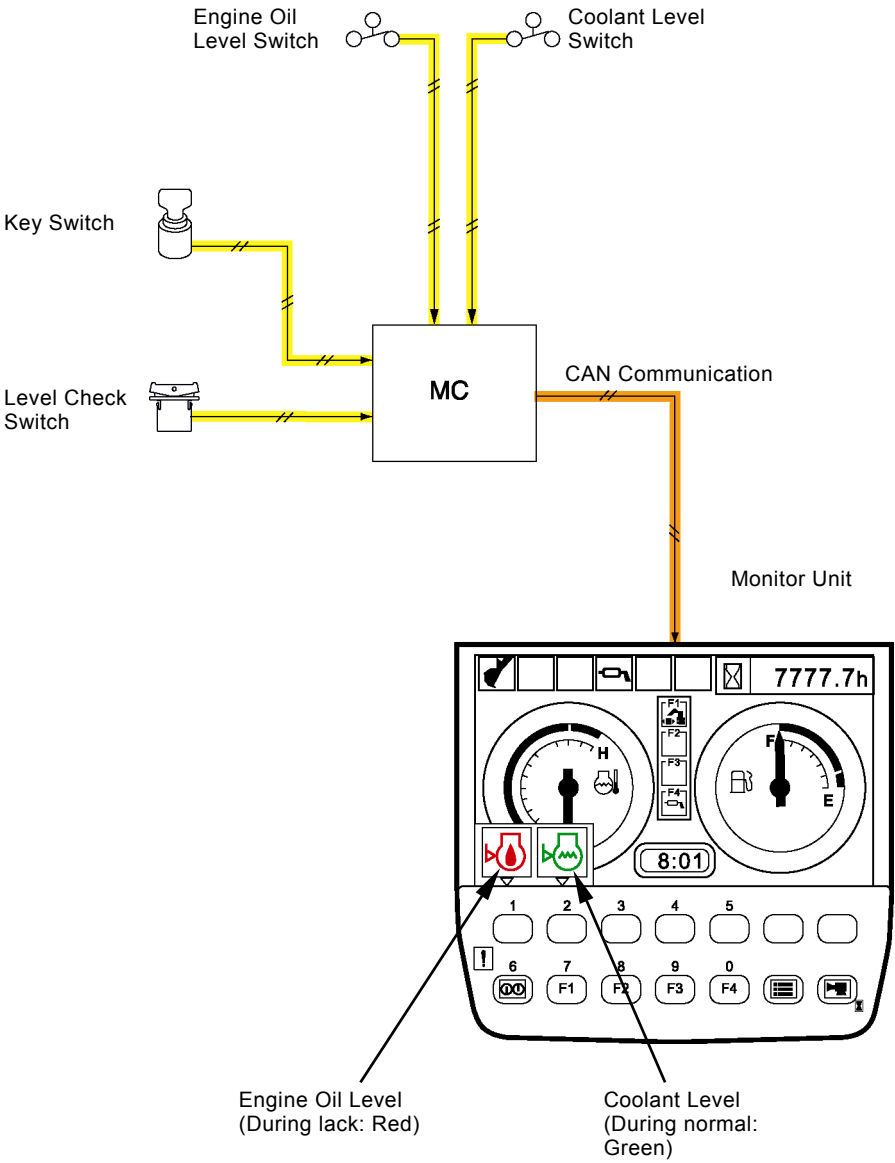 Engine Oil
Level Switch
Coolant Level
Switch
Key Switch
Level Check
Switch
MC
CAN Communication
Monitor Unit
7777.7h
F1
H
F2
F
F3
E
F4
8:01
1 2 3 4 5
!
6 7 8 9 0
F1 F2 F3 F4
Engine Oil Level
(During lack: Red)
Coolant Level
(During normal:
Green)